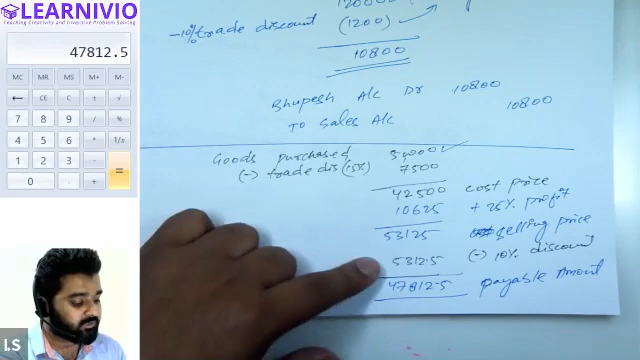 LEARNIVIO
Teaching Creativity and Inventive Problem Solving
47812.5
MC MR MS M+ M-
← CE C ± √
7 8 9 / %
4 5 6 * 1/x
1 2 3 - =
0 . +
I.S
-10% trade discount (1200)
10800
Bhupesh A/c Dr 10800
To Sales A/c 10800
Goods purchased 50000
(-) trade dis (15%) 7500
42500 cost price
10625 + 25% profit
53125 selling price
5312.5 (-) 10% discount
47812.5 payable Amount